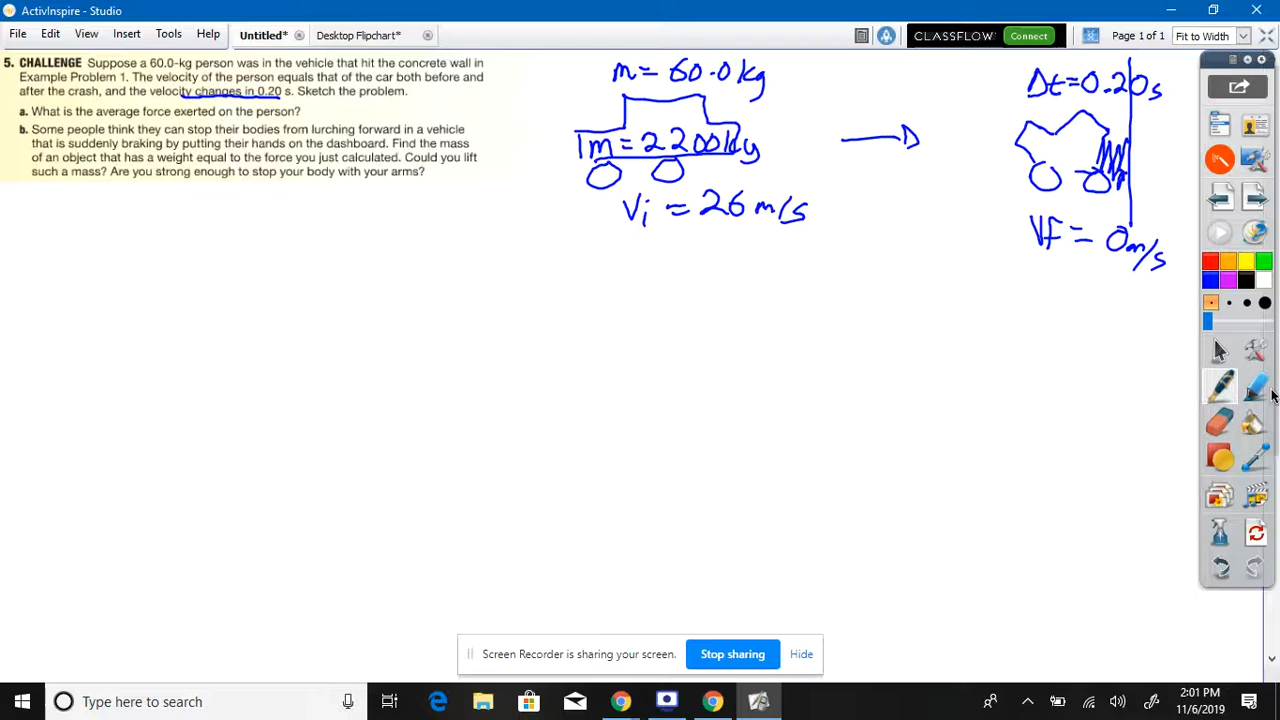 ActivInspire - Studio
File Edit View Insert Tools Help Untitled* Desktop Flipchart* CLASSFLOW Connect Page 1 of 1 Fit to Width
5. CHALLENGE Suppose a 60.0-kg person was in the vehicle that hit the concrete wall in
Example Problem 1. The velocity of the person equals that of the car both before and
after the crash, and the velocity changes in 0.20 s. Sketch the problem.
a. What is the average force exerted on the person?
b. Some people think they can stop their bodies from lurching forward in a vehicle
that is suddenly braking by putting their hands on the dashboard. Find the mass
of an object that has a weight equal to the force you just calculated. Could you lift
such a mass? Are you strong enough to stop your body with your arms?
m = 60.0 kg
m = 2200 kg
Vi = 26 m/s
Δt = 0.20 s
Vf = 0 m/s
Screen Recorder is sharing your screen. Stop sharing Hide
Type here to search
2:01 PM
11/6/2019